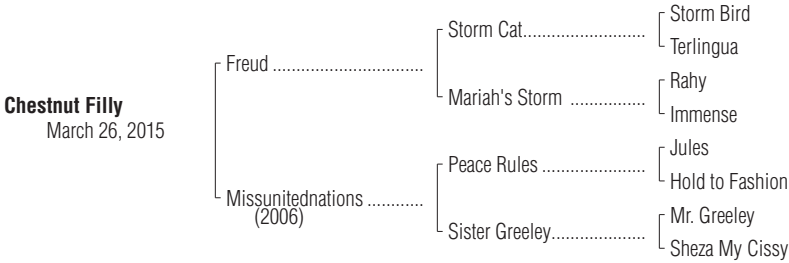 Storm Bird
Storm Cat..........................
Terlingua
Freud ................................
Rahy
Mariah's Storm ................
Immense
Chestnut Filly
March 26, 2015
Jules
Peace Rules ......................
Hold to Fashion
Missunitednations ............
(2006)
Mr. Greeley
Sister Greeley....................
Sheza My Cissy